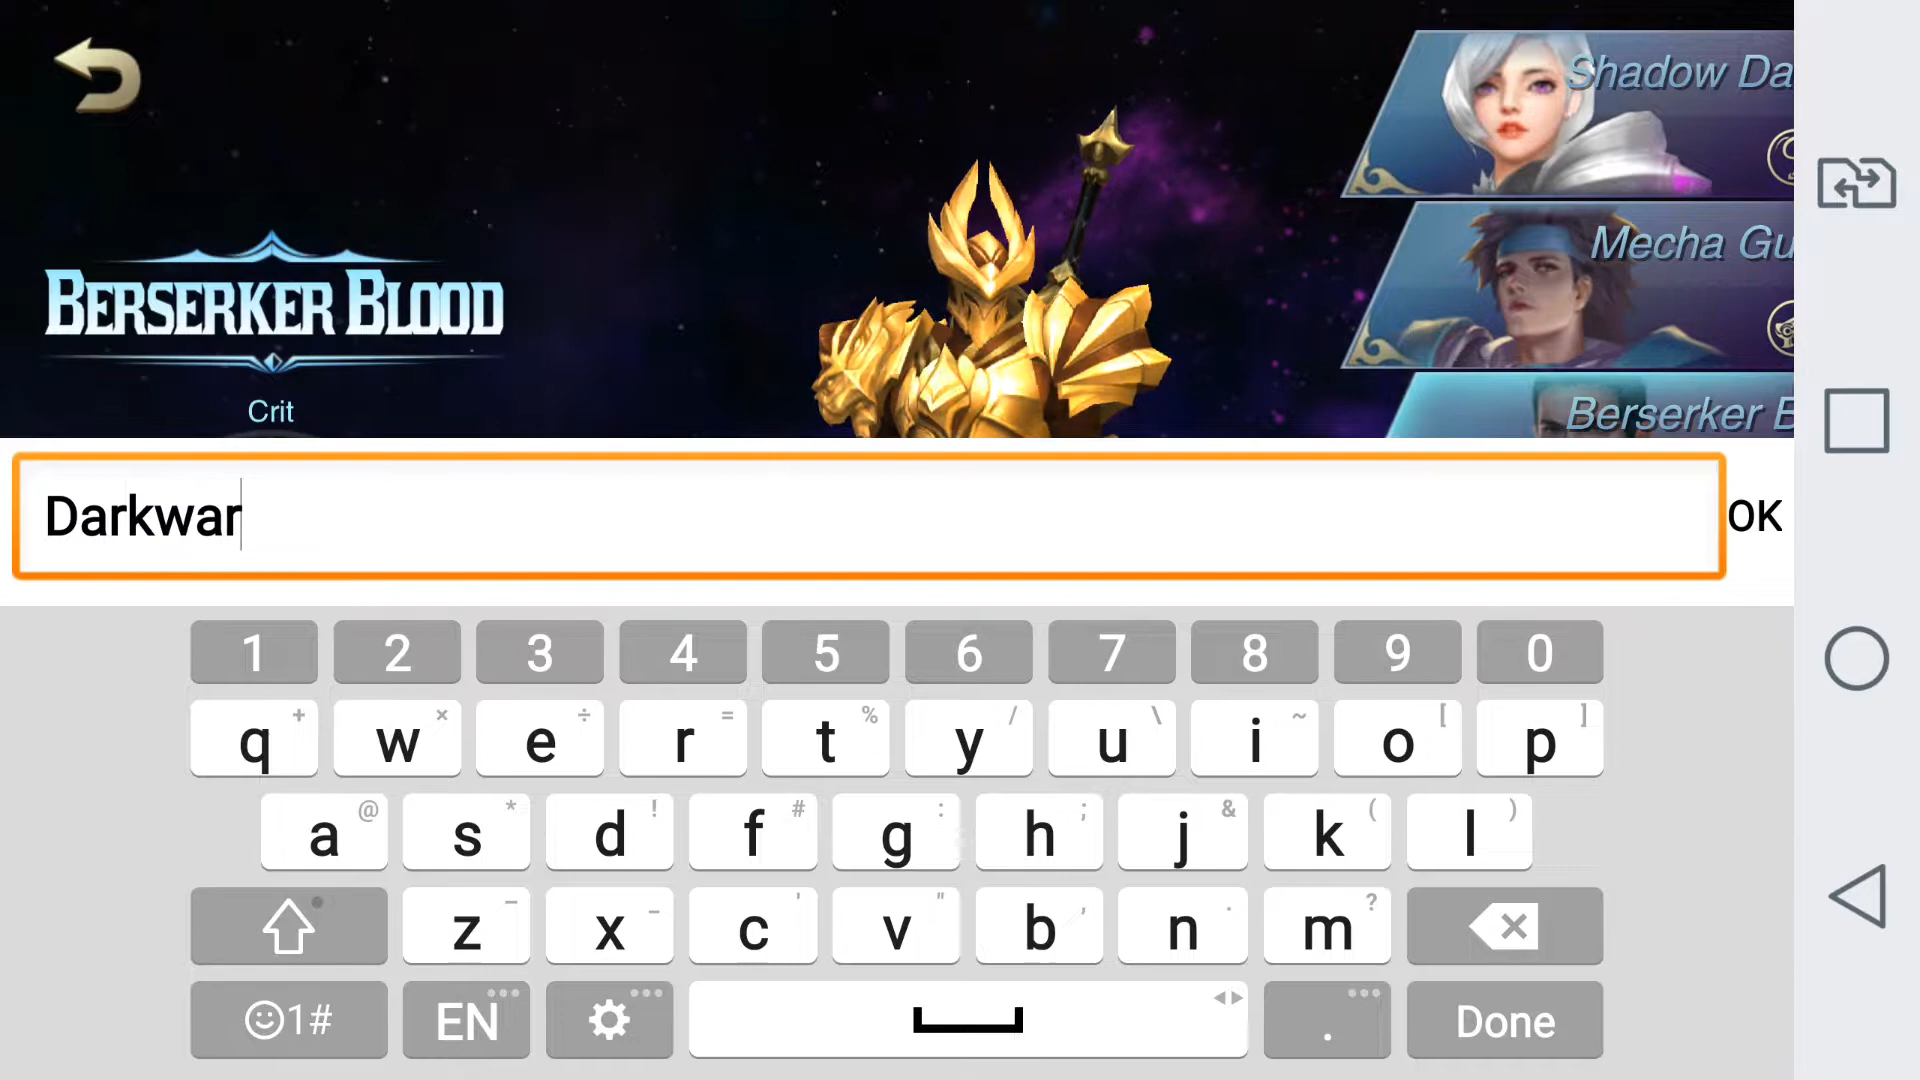 Shadow Da
Mecha Gu
BERSERKER BLOOD
Crit
Berserker B
Darkwar
OK
1 2 3 4 5 6 7 8 9 0
+ × ÷ = % / \ ~ [ ]
q w e r t y u i o p
@ * ! # : ; & ( )
a s d f g h j k l
– _ ' " , . ?
z x c v b n m
1# EN . Done